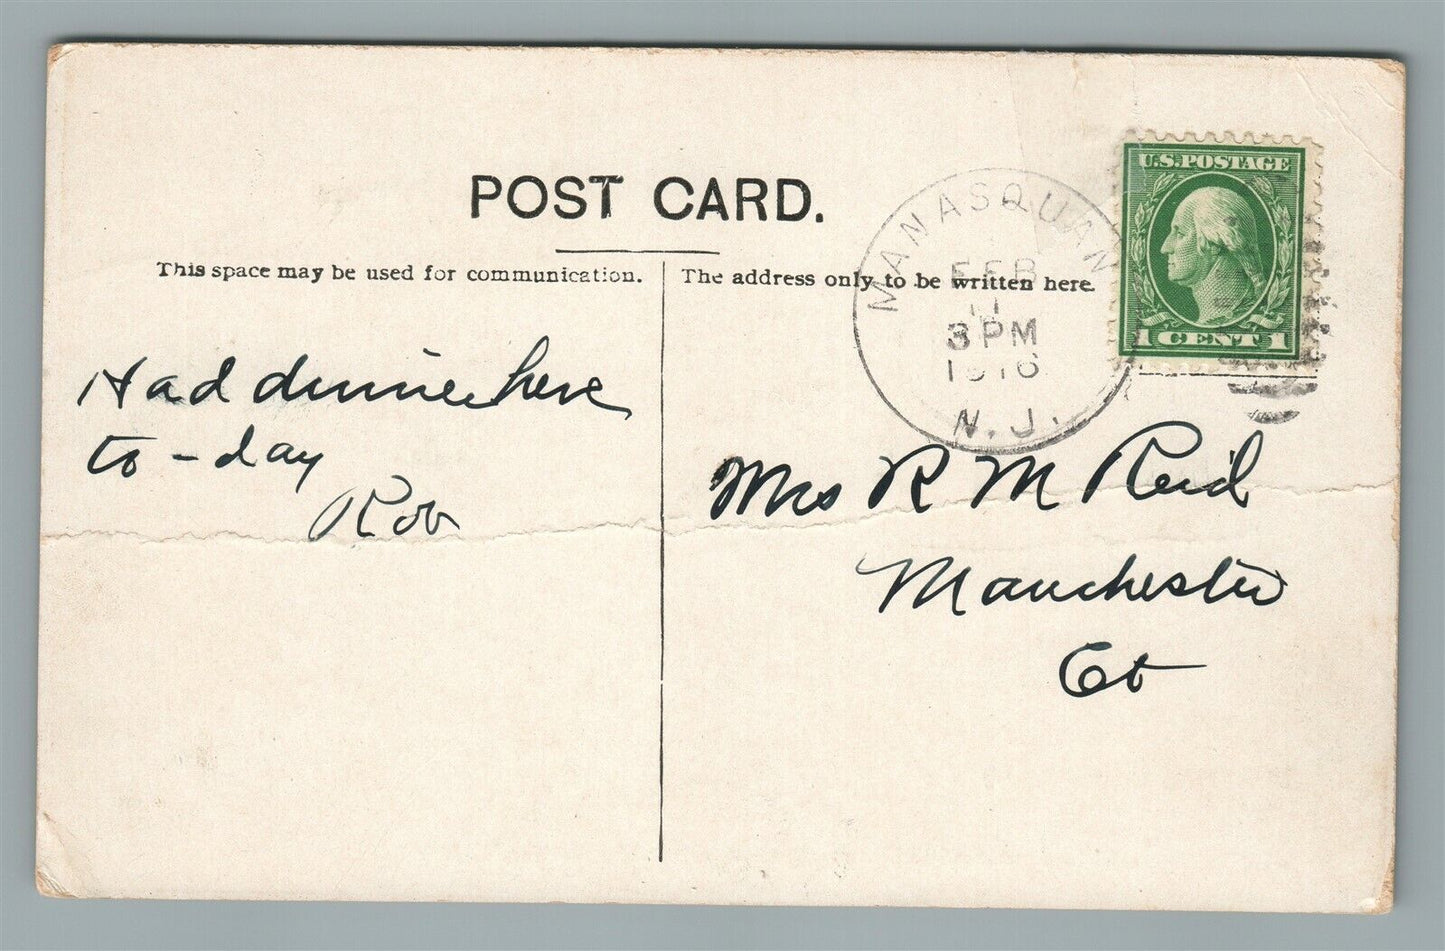 POST CARD.
This space may be used for communication.
The address only to be written here.
U.S. POSTAGE
1 CENT 1
MANASQUAN
FEB
11
3 PM
1916
N.J.
Had dinner here
to-day
Rob
Mrs R M Reid
Manchester
Ct